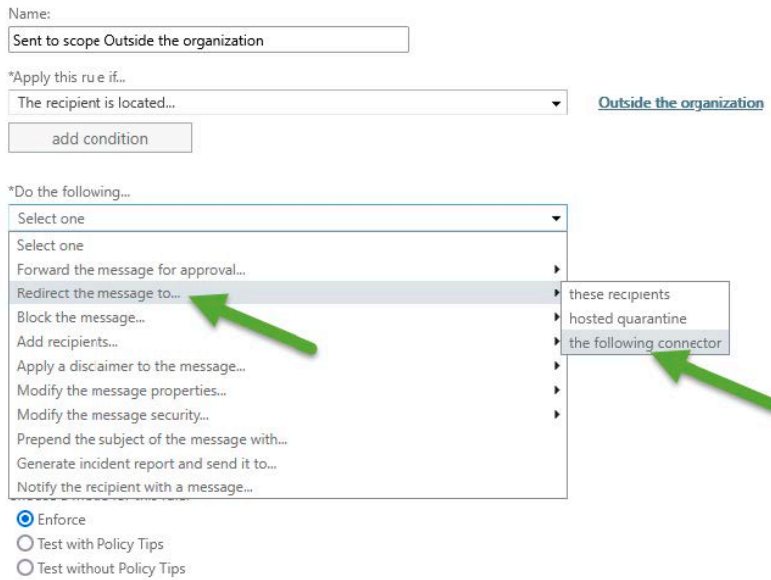 Name:
Sent to scope Outside the organization
*Apply this rule if...
The recipient is located...
Outside the organization
add condition
*Do the following...
Select one
Select one
Forward the message for approval...
Redirect the message to...
these recipients
Block the message...
hosted quarantine
Add recipients...
the following connector
Apply a disclaimer to the message...
Modify the message properties...
Modify the message security...
Prepend the subject of the message with...
Generate incident report and send it to...
Notify the recipient with a message...
Enforce
Test with Policy Tips
Test without Policy Tips